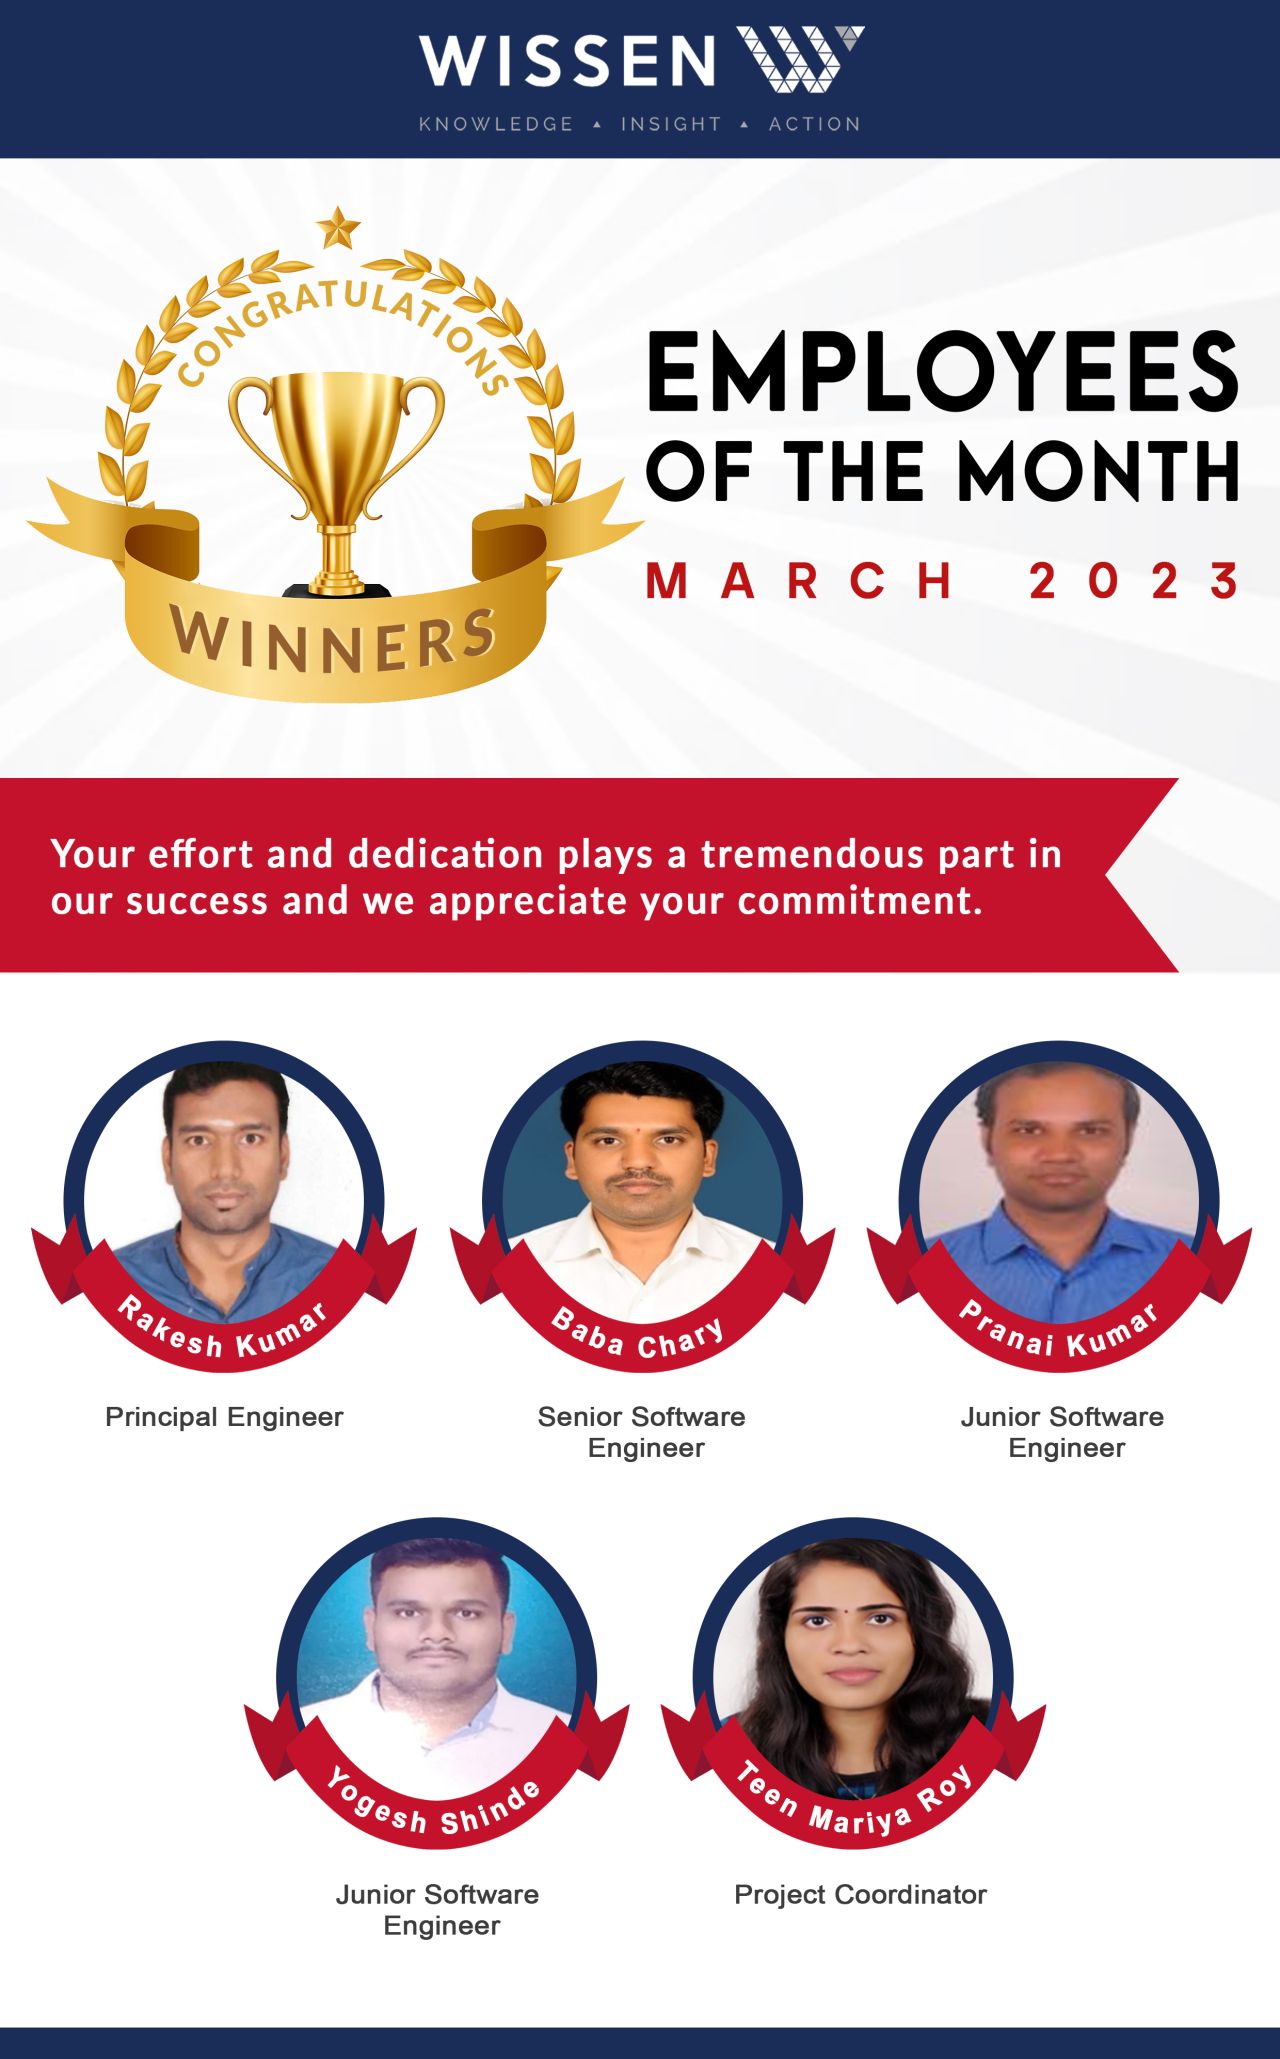 WISSEN
KNOWLEDGE ▲ INSIGHT ▲ ACTION
CONGRATULATIONS
WINNERS
EMPLOYEES
OF THE MONTH
MARCH 2023
Your effort and dedication plays a tremendous part in
our success and we appreciate your commitment.
Rakesh Kumar
Principal Engineer
Baba Chary
Senior Software
Engineer
Pranai Kumar
Junior Software
Engineer
Yogesh Shinde
Junior Software
Engineer
Teen Mariya Roy
Project Coordinator